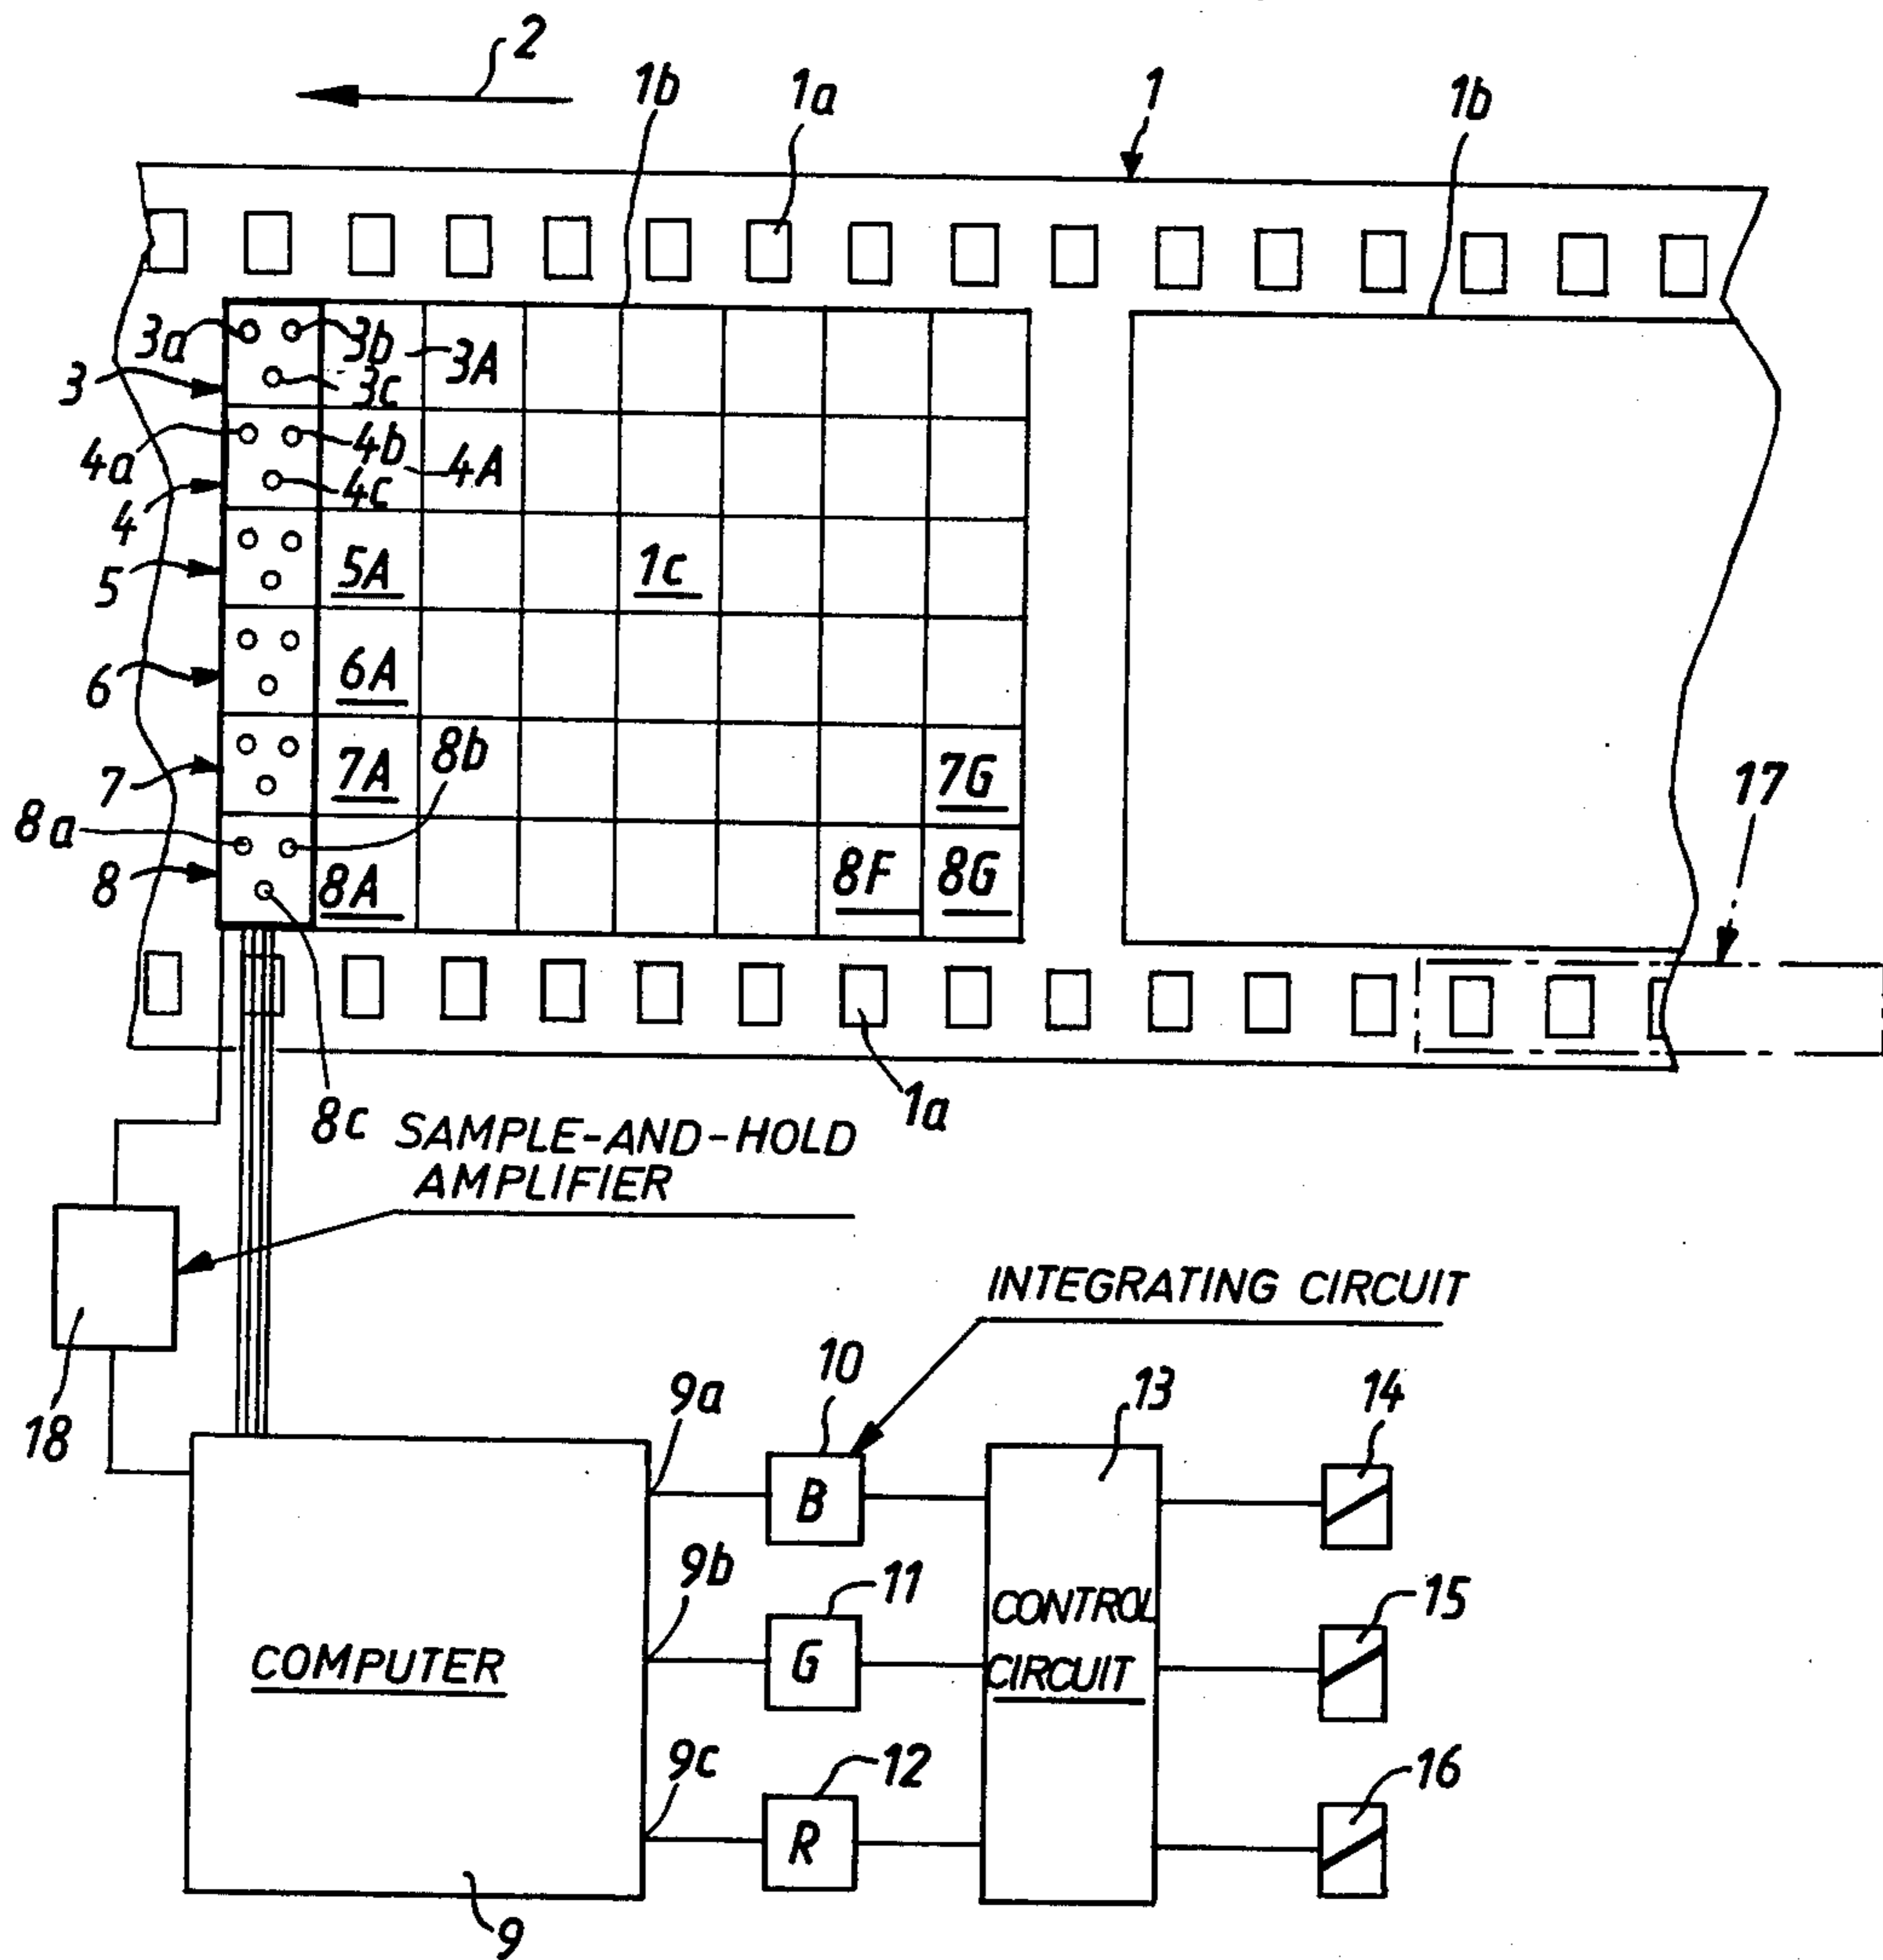 2
1b
1a
1
1b
3a
3b
3A
3
3c
4a
4b
4A
4
4c
5
5A
1c
6
6A
7
7A
8b
7G
17
8a
8
8A
8F
8G
8c
1a
SAMPLE-AND-HOLD
AMPLIFIER
INTEGRATING CIRCUIT
18
9a
10
13
14
B
9b
11
15
COMPUTER
G
CONTROL
CIRCUIT
9c
12
16
R
9